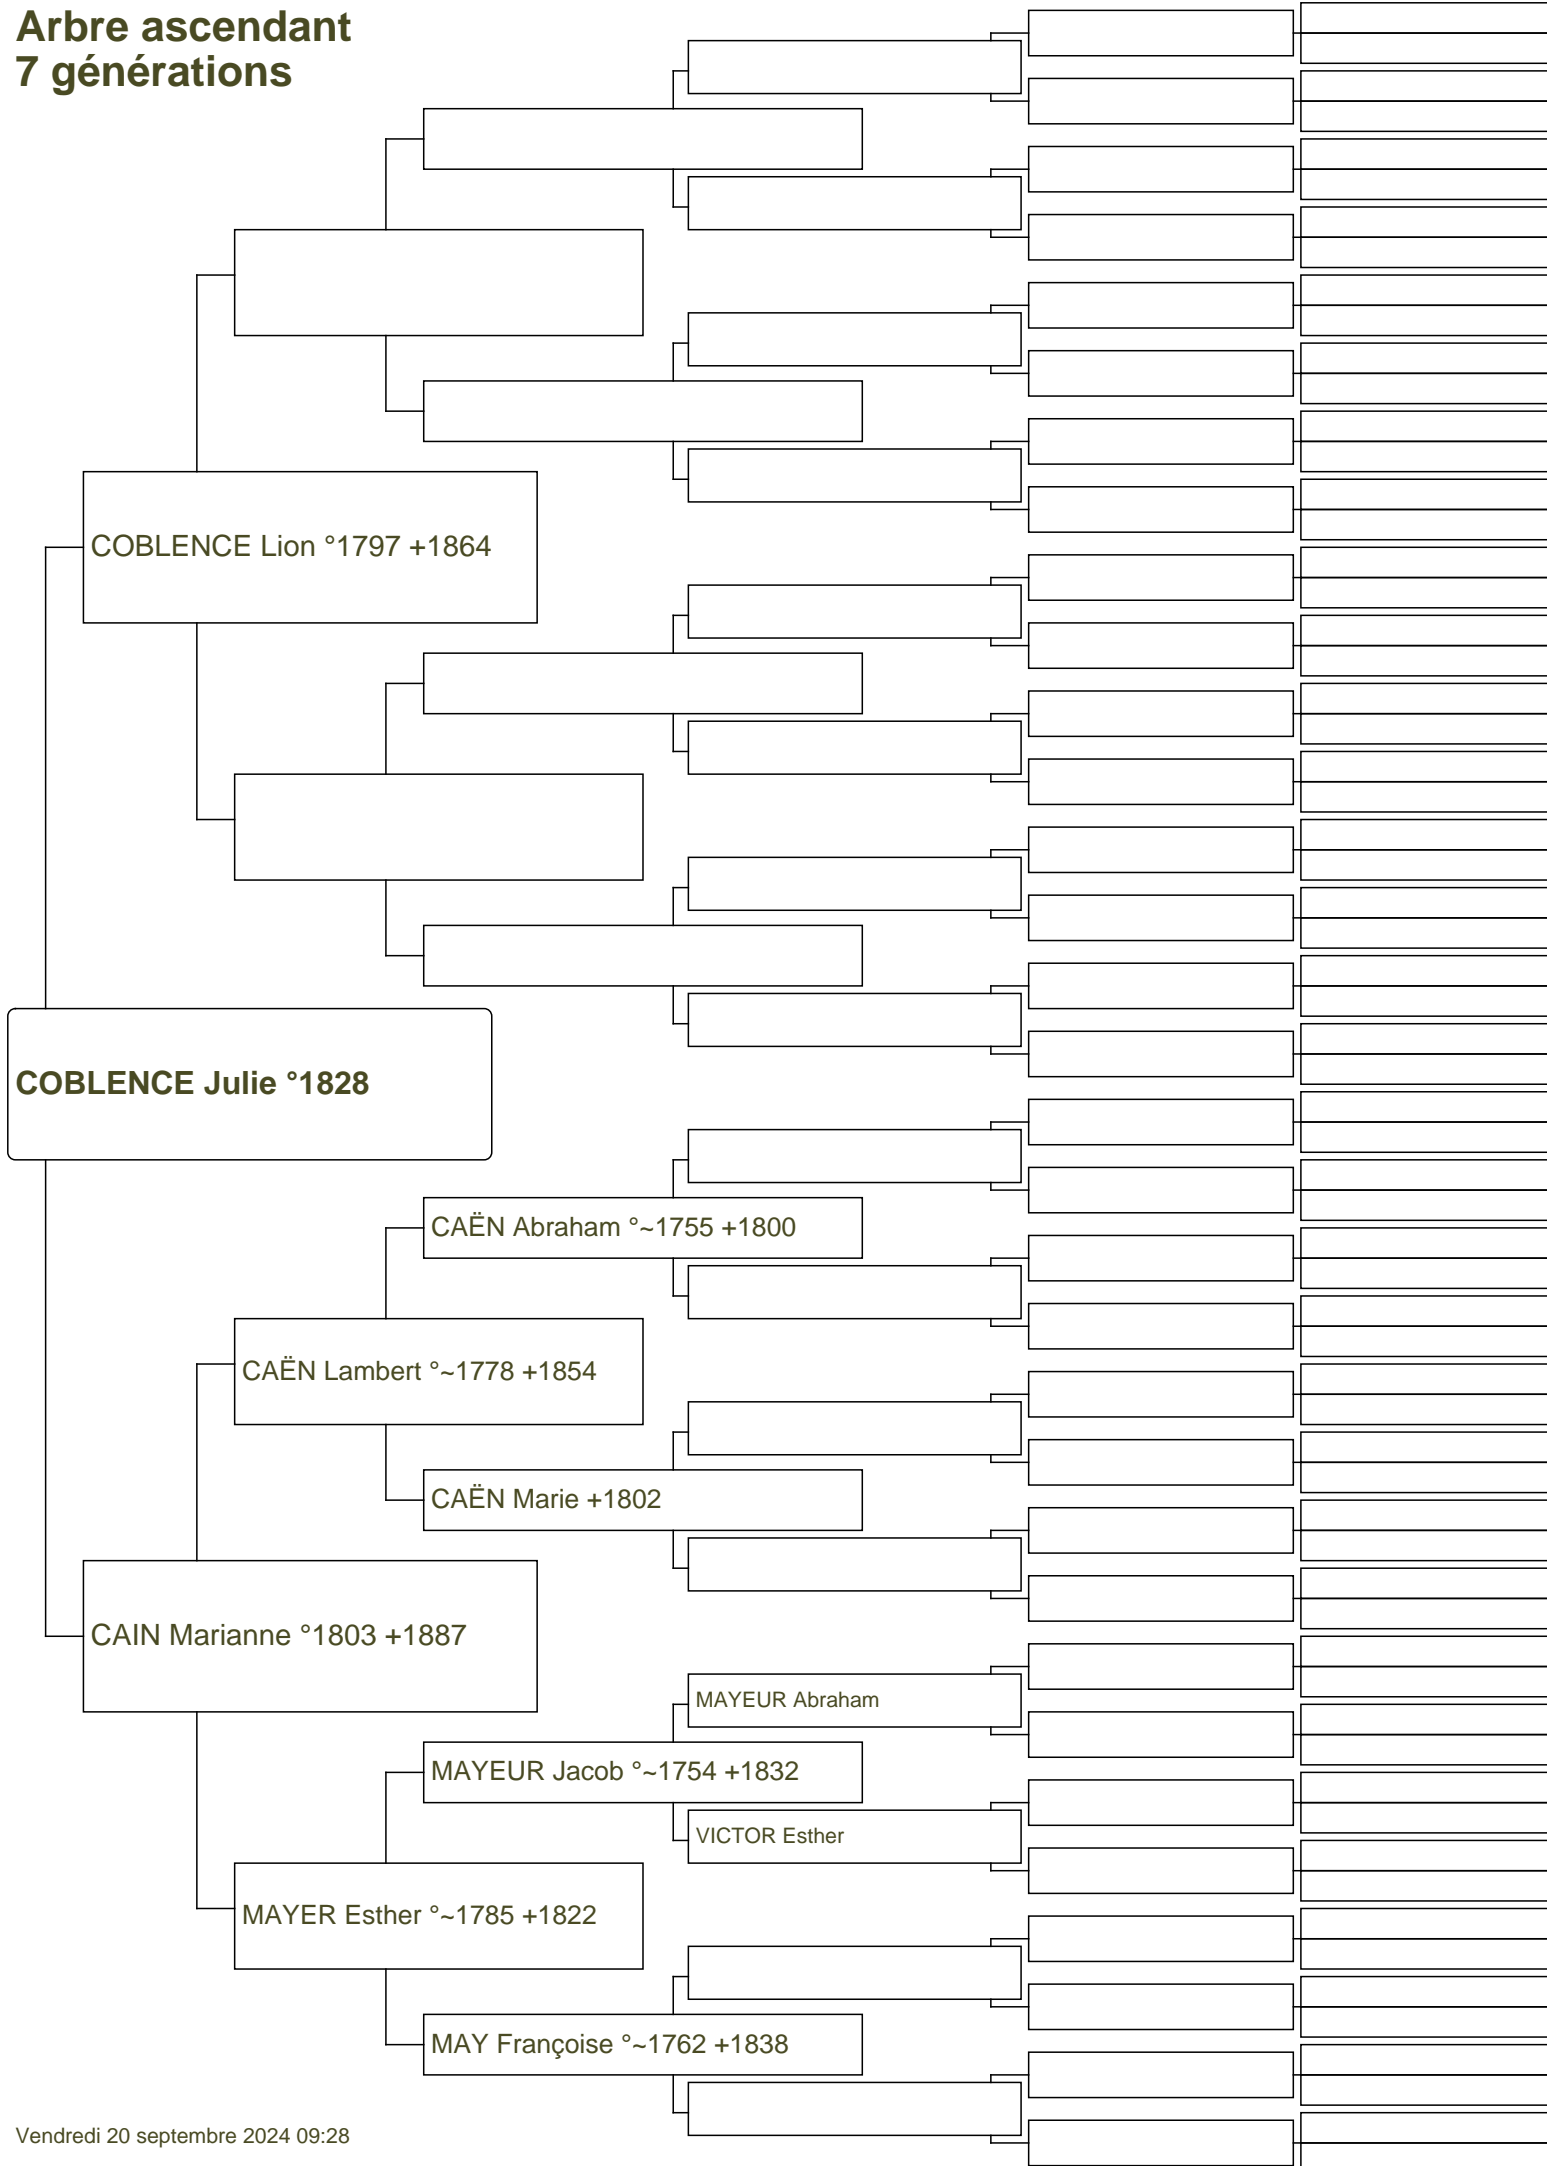 Arbre ascendant
7 générations
COBLENCE Lion °1797 +1864
COBLENCE Julie °1828
CAËN Abraham °~1755 +1800
CAËN Lambert °~1778 +1854
CAËN Marie +1802
CAIN Marianne °1803 +1887
MAYEUR Abraham
MAYEUR Jacob °~1754 +1832
VICTOR Esther
MAYER Esther °~1785 +1822
MAY Françoise °~1762 +1838
Vendredi 20 septembre 2024 09:28